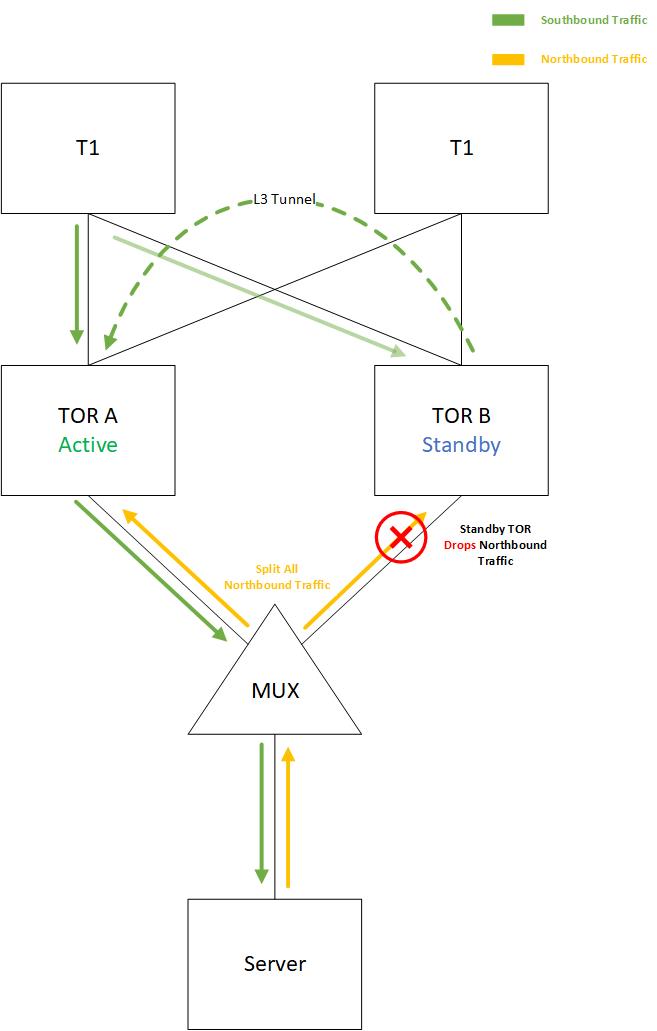 Southbound Traffic
Northbound Traffic
T1
T1
L3 Tunnel
TOR A
Active
TOR B
Standby
Standby TOR
Drops Northbound
Traffic
Split All
Northbound Traffic
MUX
Server